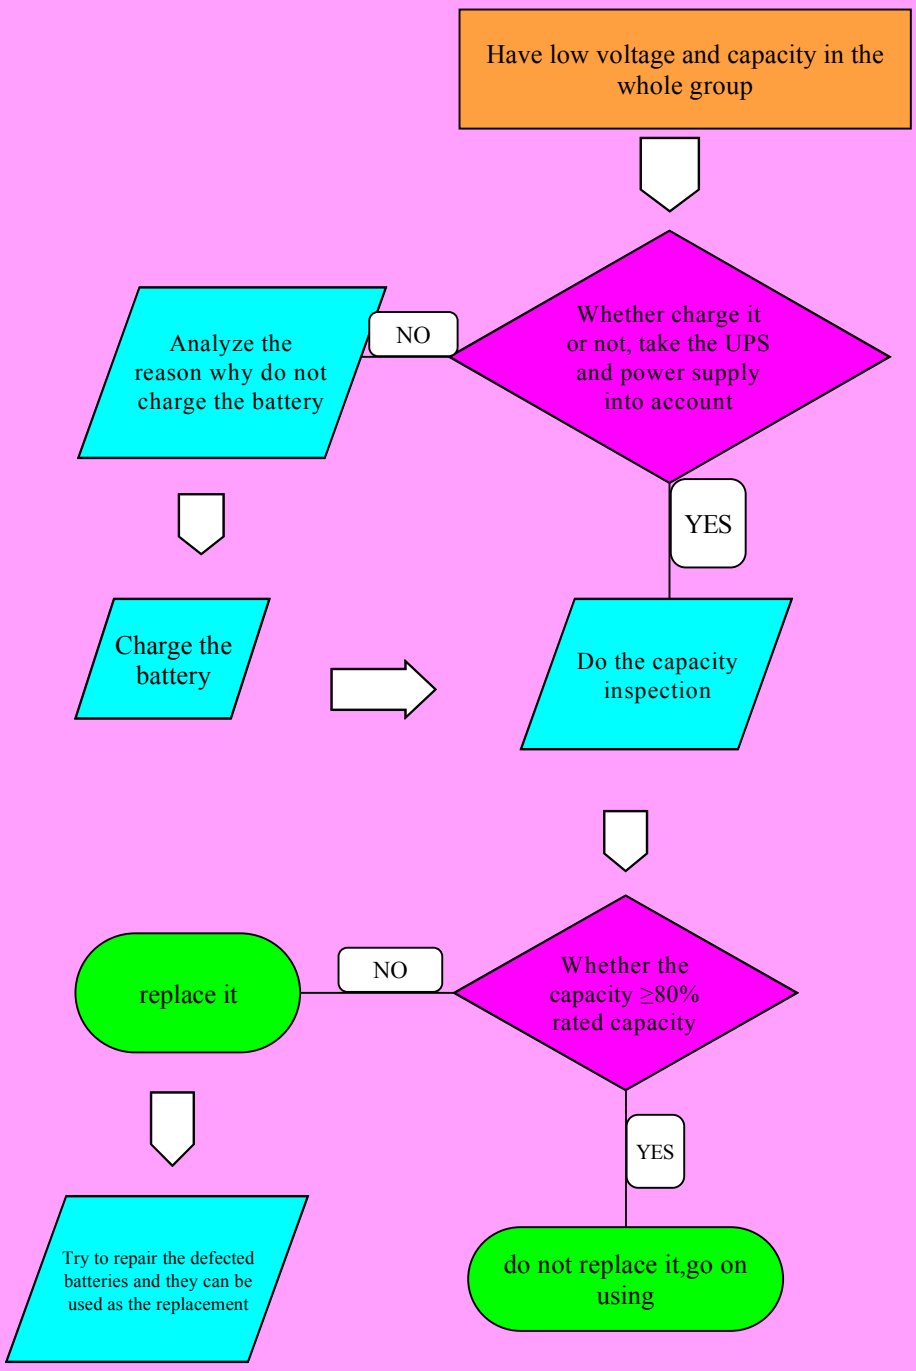 Have low voltage and capacity in the
whole group
Whether charge it
or not, take the UPS
and power supply
into account
NO
Analyze the
reason why do not
charge the battery
YES
Charge the
battery
Do the capacity
inspection
Whether the
capacity ≥80%
rated capacity
NO
replace it
YES
Try to repair the defected
batteries and they can be
used as the replacement
do not replace it,go on
using